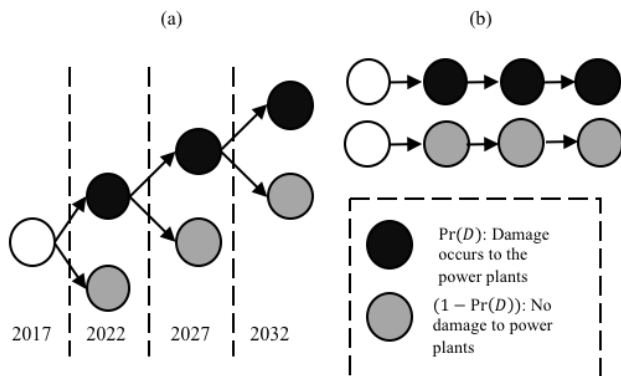 (a)
(b)
2017 2022 2027 2032
Pr(D): Damage
occurs to the
power plants
(1 − Pr(D)): No
damage to power
plants